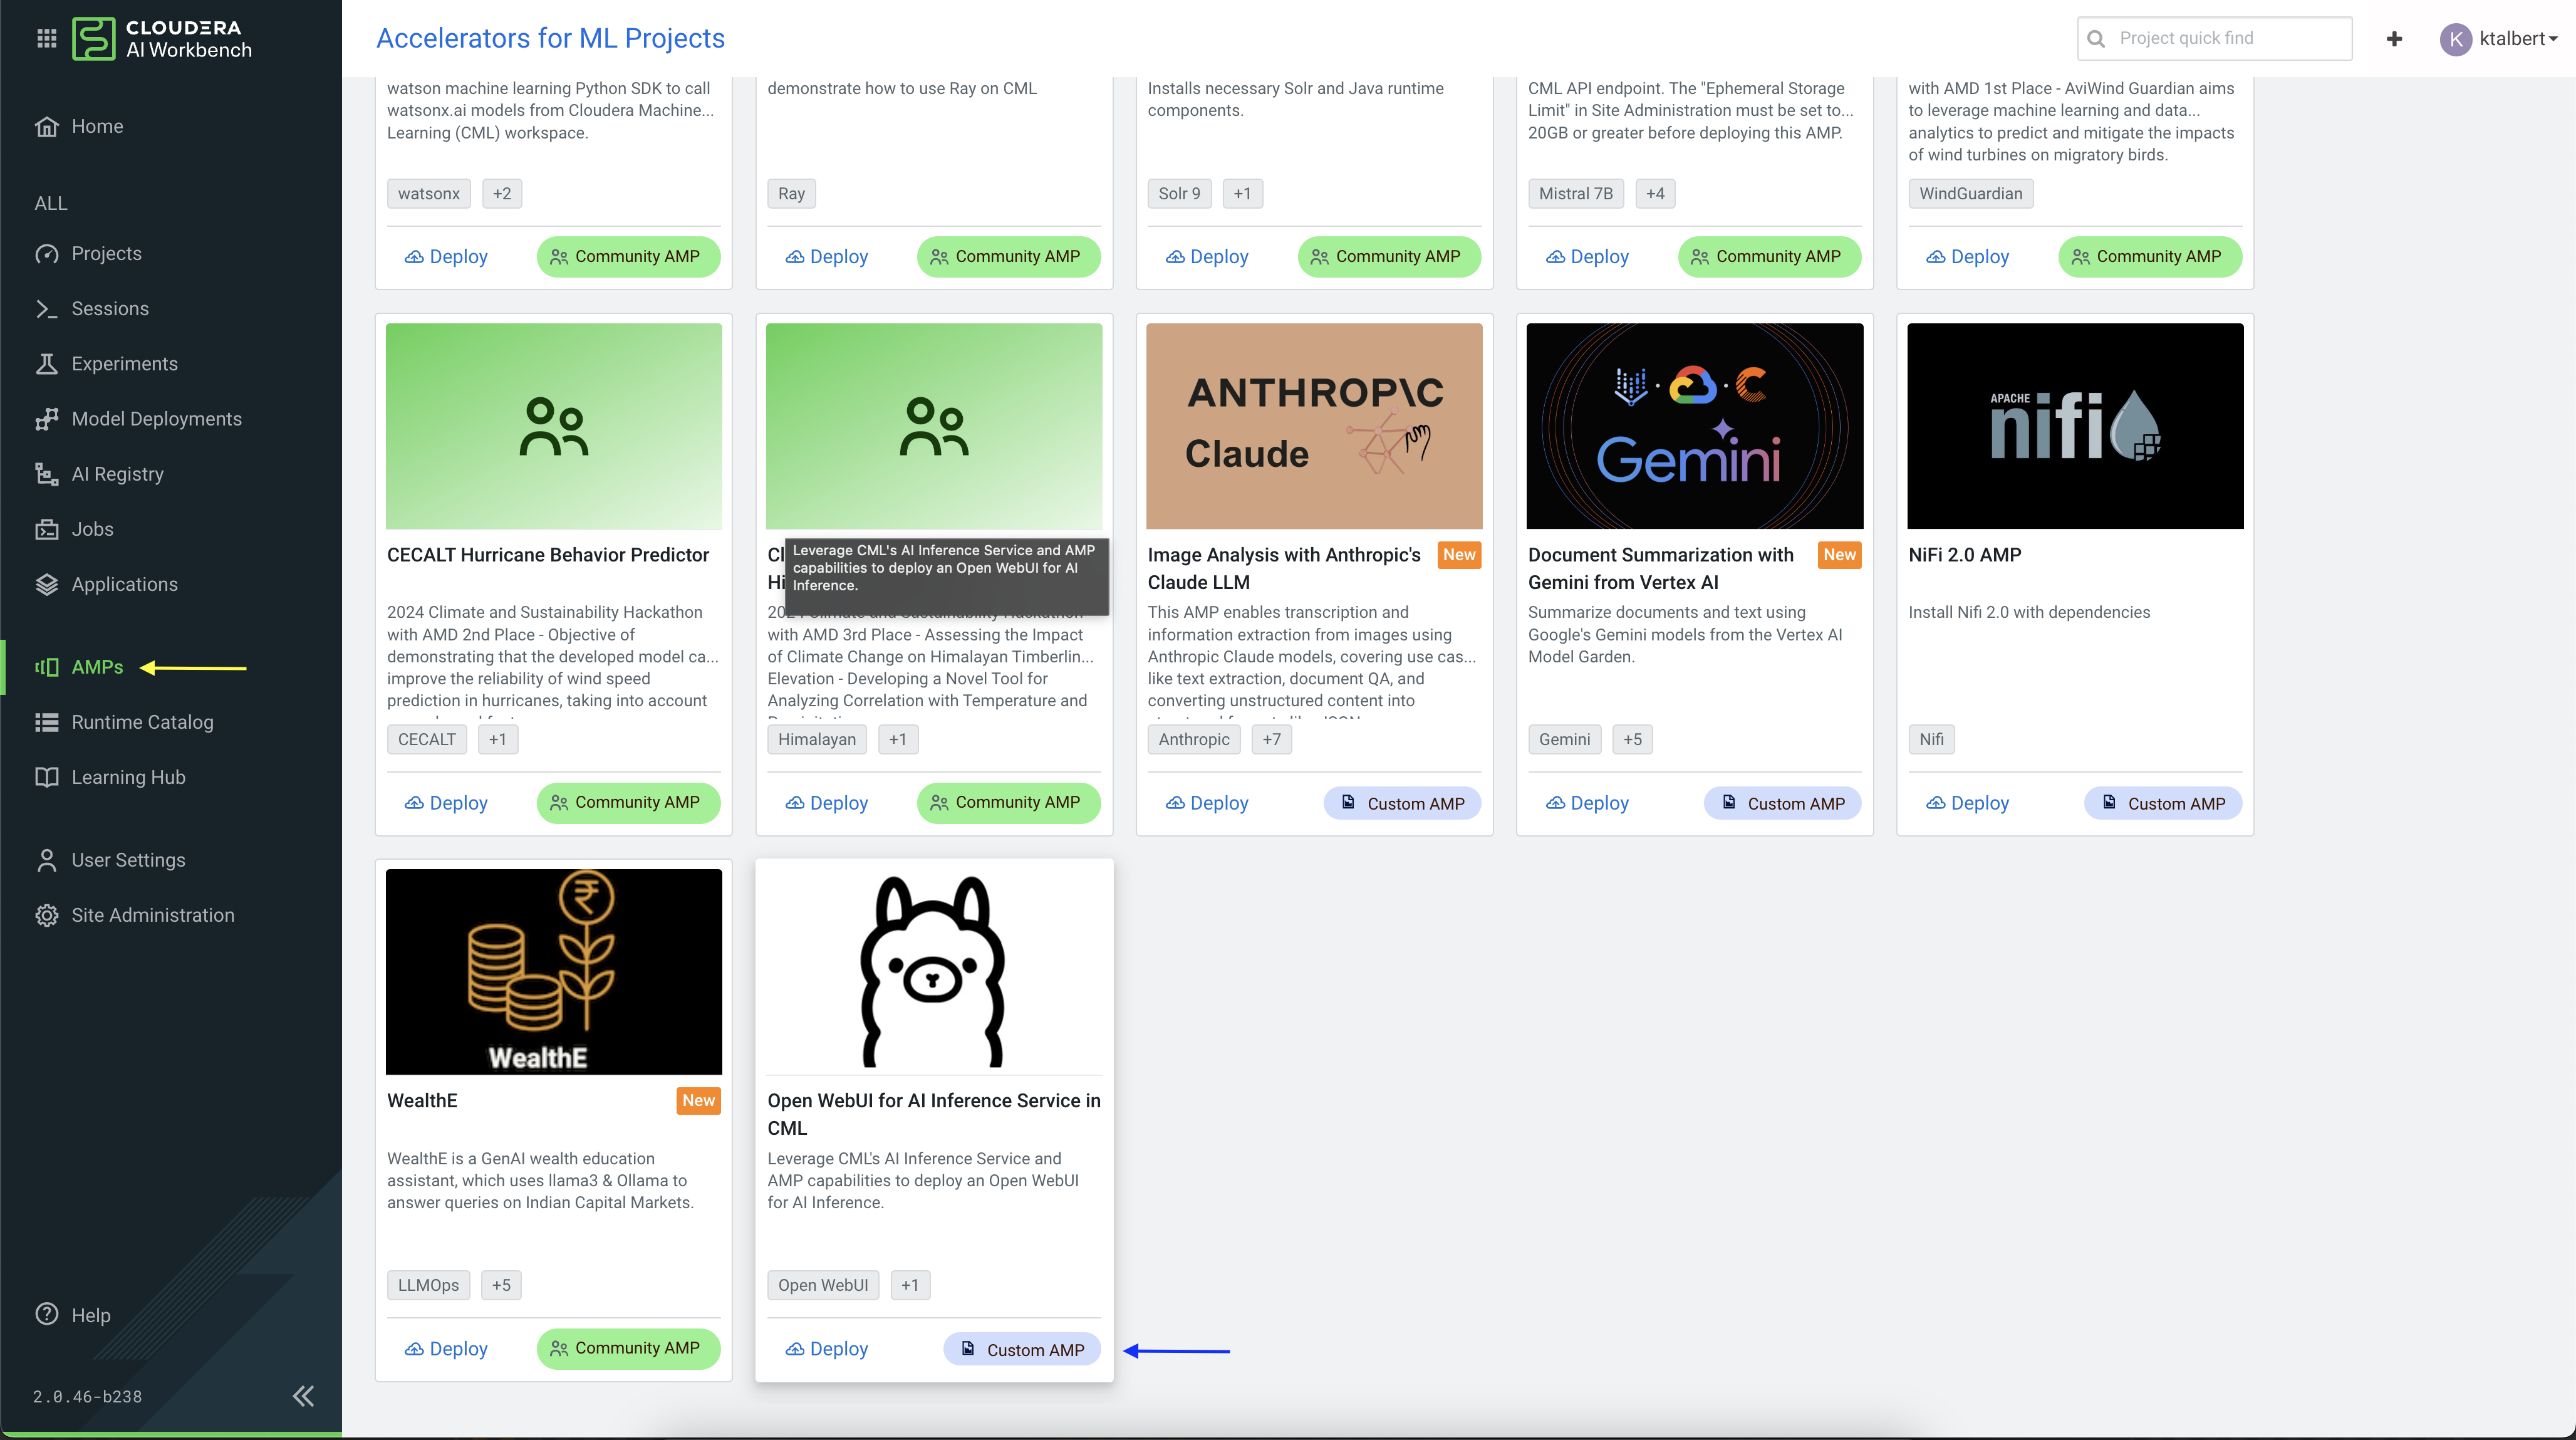 CLOUDERA
AI Workbench
Accelerators for ML Projects
Project quick find
K
ktalbert
Home
ALL
Projects
Sessions
Experiments
Model Deployments
AI Registry
Jobs
Applications
AMPs
Runtime Catalog
Learning Hub
User Settings
Site Administration
Help
2.0.46-b238
watson machine learning Python SDK to call
watsonx.ai models from Cloudera Machine...
Learning (CML) workspace.
watsonx
+2
Deploy
Community AMP
demonstrate how to use Ray on CML
Ray
Deploy
Community AMP
Installs necessary Solr and Java runtime
components.
Solr 9
+1
Deploy
Community AMP
CML API endpoint. The "Ephemeral Storage
Limit" in Site Administration must be set to...
20GB or greater before deploying this AMP.
Mistral 7B
+4
Deploy
Community AMP
with AMD 1st Place - AviWind Guardian aims
to leverage machine learning and data...
analytics to predict and mitigate the impacts
of wind turbines on migratory birds.
WindGuardian
Deploy
Community AMP
CECALT Hurricane Behavior Predictor
2024 Climate and Sustainability Hackathon
with AMD 2nd Place - Objective of
demonstrating that the developed model ca...
improve the reliability of wind speed
prediction in hurricanes, taking into account
CECALT
+1
Deploy
Community AMP
Leverage CML's AI Inference Service and AMP
capabilities to deploy an Open WebUI for AI
Inference.
with AMD 3rd Place - Assessing the Impact
of Climate Change on Himalayan Timberlin...
Elevation - Developing a Novel Tool for
Analyzing Correlation with Temperature and
Himalayan
+1
Deploy
Community AMP
ANTHROP\C
Claude
Image Analysis with Anthropic's
Claude LLM
New
This AMP enables transcription and
information extraction from images using
Anthropic Claude models, covering use cas...
like text extraction, document QA, and
converting unstructured content into
Anthropic
+7
Deploy
Custom AMP
Gemini
Document Summarization with
Gemini from Vertex AI
New
Summarize documents and text using
Google's Gemini models from the Vertex AI
Model Garden.
Gemini
+5
Deploy
Custom AMP
APACHE
nifi
NiFi 2.0 AMP
Install Nifi 2.0 with dependencies
Nifi
Deploy
Custom AMP
₹
WealthE
WealthE
New
WealthE is a GenAI wealth education
assistant, which uses llama3 & Ollama to
answer queries on Indian Capital Markets.
LLMOps
+5
Deploy
Community AMP
Open WebUI for AI Inference Service in
CML
Leverage CML's AI Inference Service and
AMP capabilities to deploy an Open WebUI
for AI Inference.
Open WebUI
+1
Deploy
Custom AMP